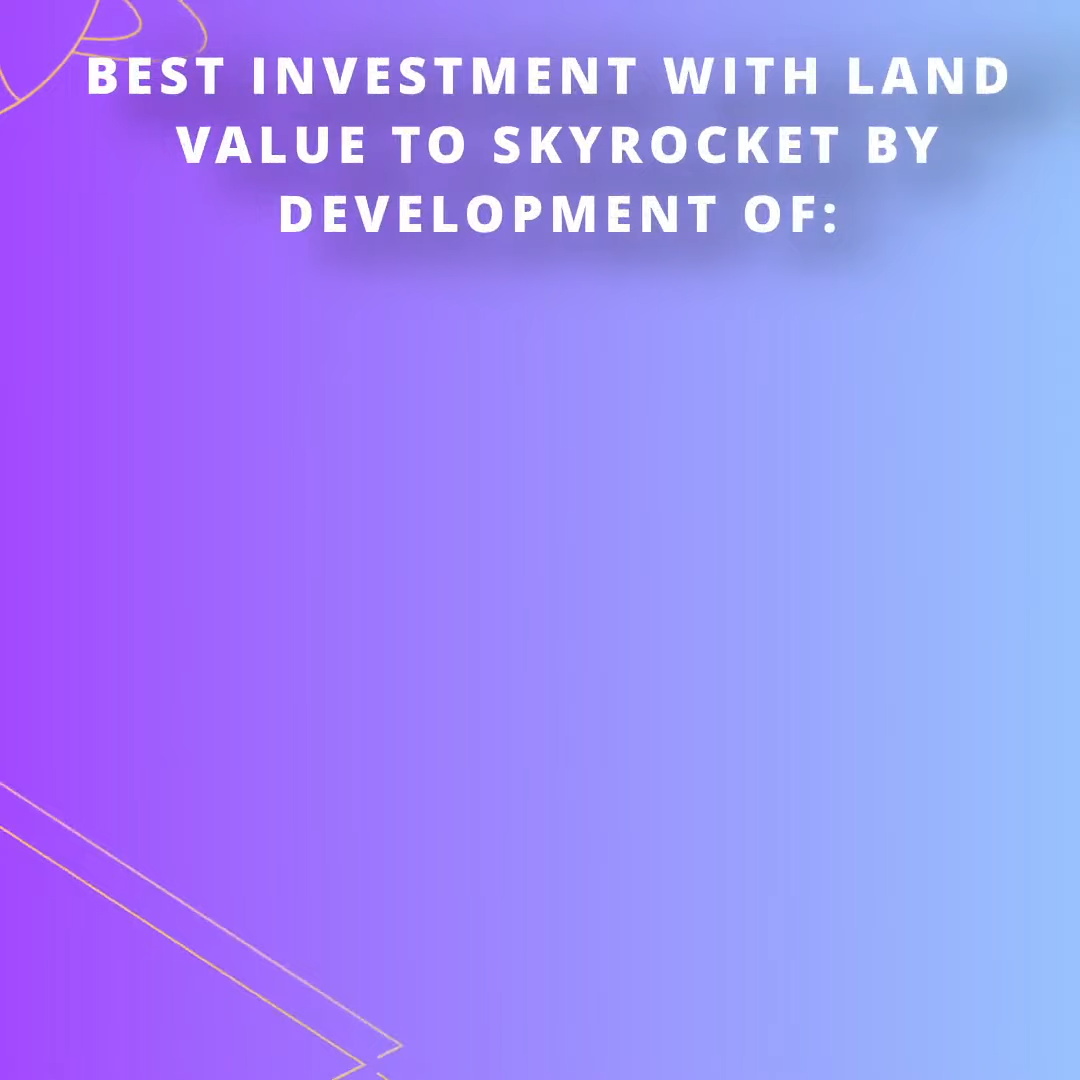 BEST INVESTMENT WITH LAND
VALUE TO SKYROCKET BY
DEVELOPMENT OF: